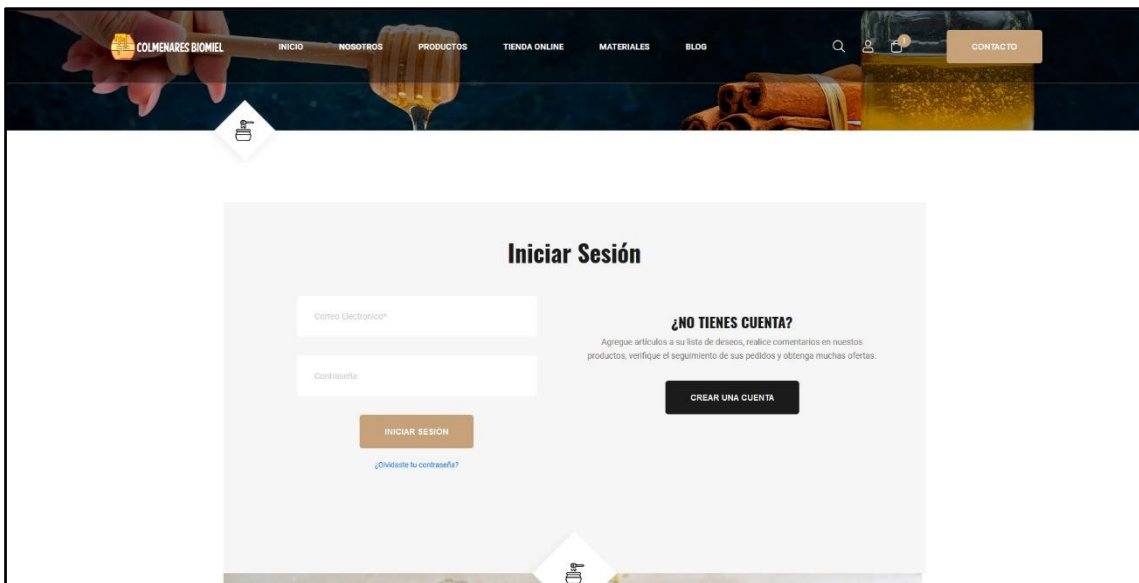 COLMENARES BIOMIEL
INICIO NOSOTROS PRODUCTOS TIENDA ONLINE MATERIALES BLOG 1 CONTACTO
Iniciar Sesión
Correo Electronico*
Contraseña
INICIAR SESIÓN
¿Olvidaste tu contraseña?
¿NO TIENES CUENTA?
Agregue artículos a su lista de deseos, realice comentarios en nuestos
productos, verifique el seguimiento de sus pedidos y obtenga muchas ofertas.
CREAR UNA CUENTA